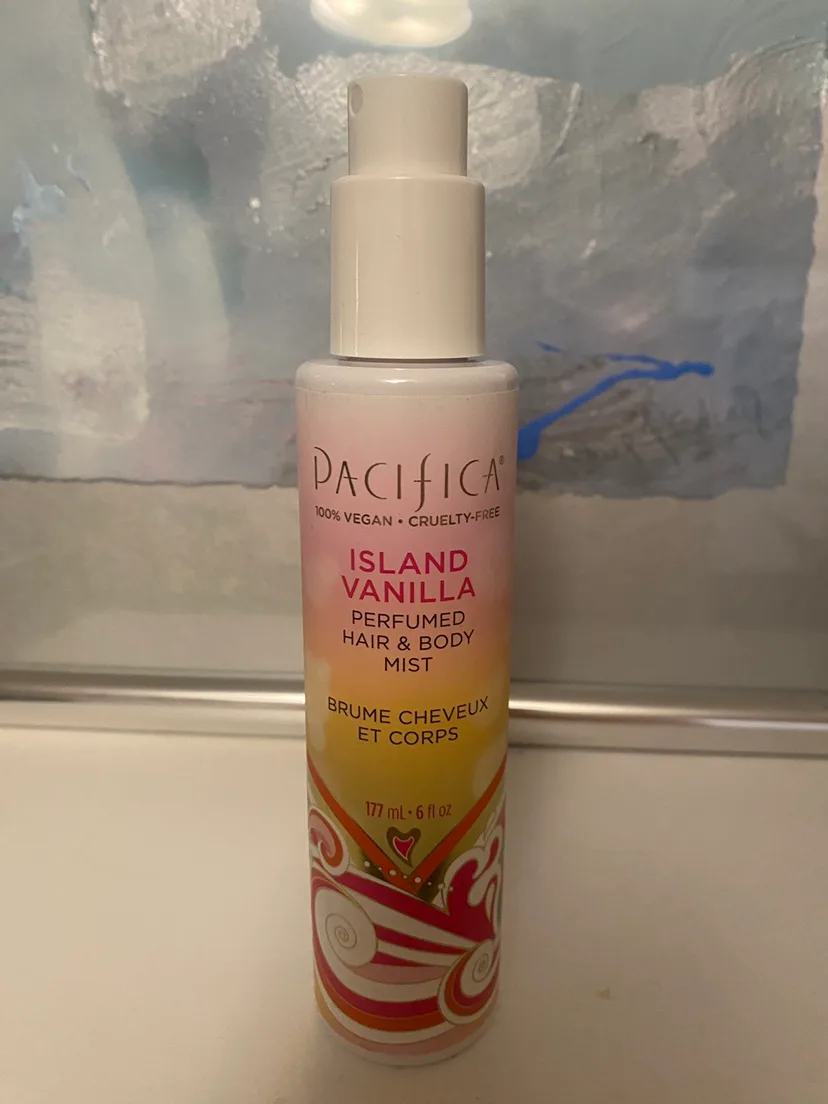 PACIFICA®
100% VEGAN • CRUELTY-FREE
ISLAND
VANILLA
PERFUMED
HAIR & BODY
MIST
BRUME CHEVEUX
ET CORPS
177 mL • 6 fl oz